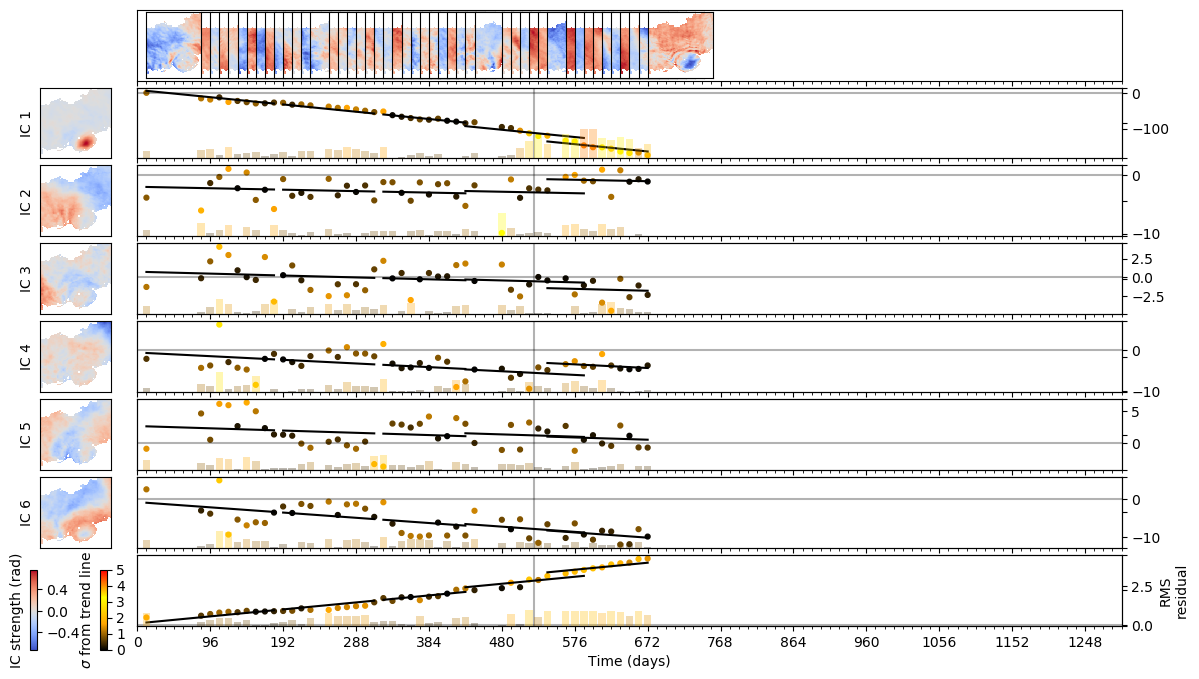 IC 1
0
−100
IC 2
0
−10
IC 3
2.5
0.0
−2.5
IC 4
0
−10
IC 5
5
0
IC 6
0
−10
IC strength (rad)
0.4
0.0
−0.4
σ from trend line
5
4
3
2
1
0
2.5
0.0
RMS
residual
0 96 192 288 384 480 576 672 768 864 960 1056 1152 1248
Time (days)